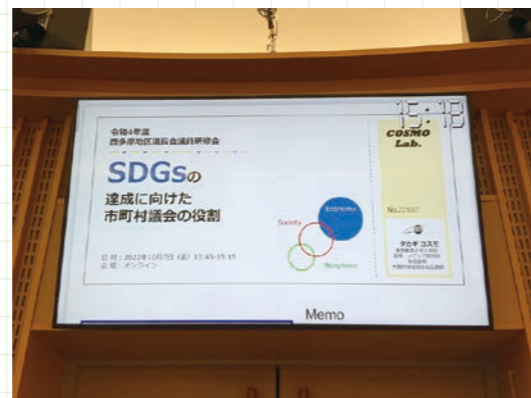 15:18
令和4年度
西多摩地区議長会議員研修会
SDGsの
達成に向けた
市町村議会の役割
日時：2022年10月7日（金）13:45-15:15
会場：オンライン
Economy
Society
Biosphere
COSMO
Lab.
タカギ コスモ
Memo